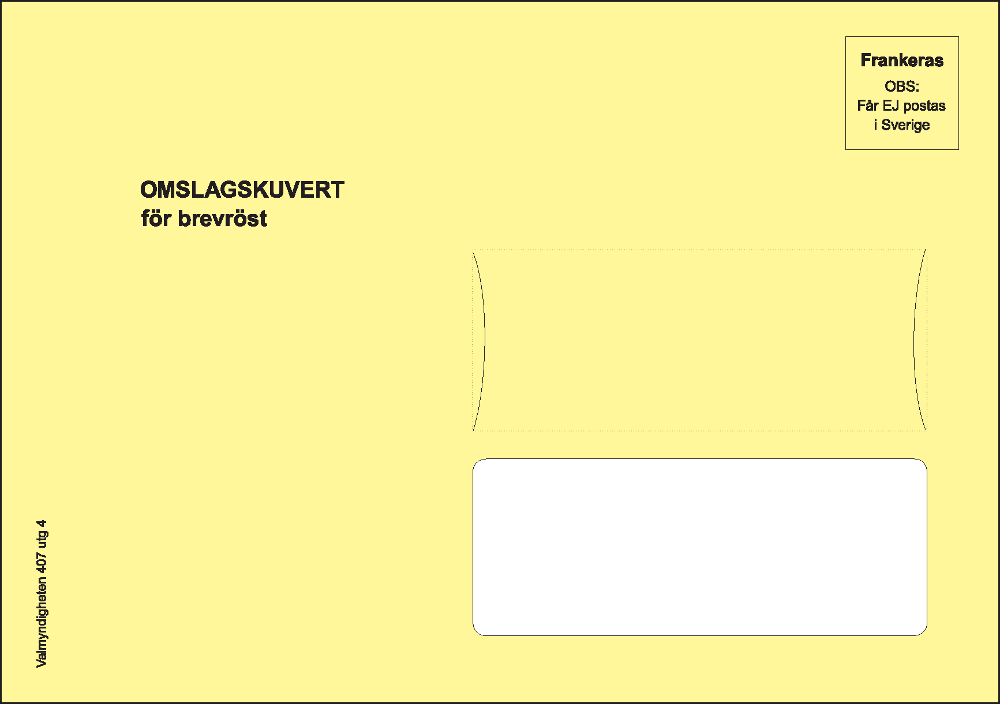 Frankeras
OBS:
Får EJ postas
i Sverige
OMSLAGSKUVERT
för brevröst
Valmyndigheten 407 utg 4